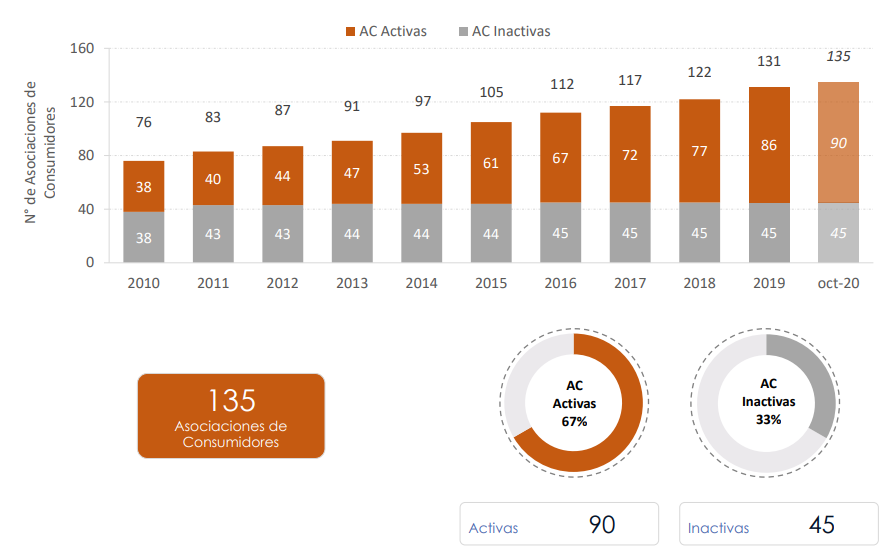 AC Activas AC Inactivas
N° de Asociaciones de
Consumidores
160
120
80
40
0
76 83 87 91 97 105 112 117 122 131 135
38 40 44 47 53 61 67 72 77 86 90
38 43 43 44 44 44 45 45 45 45 45
2010 2011 2012 2013 2014 2015 2016 2017 2018 2019 oct-20
135
Asociaciones de
Consumidores
AC
Activas
67%
AC
Inactivas
33%
Activas 90
Inactivas 45